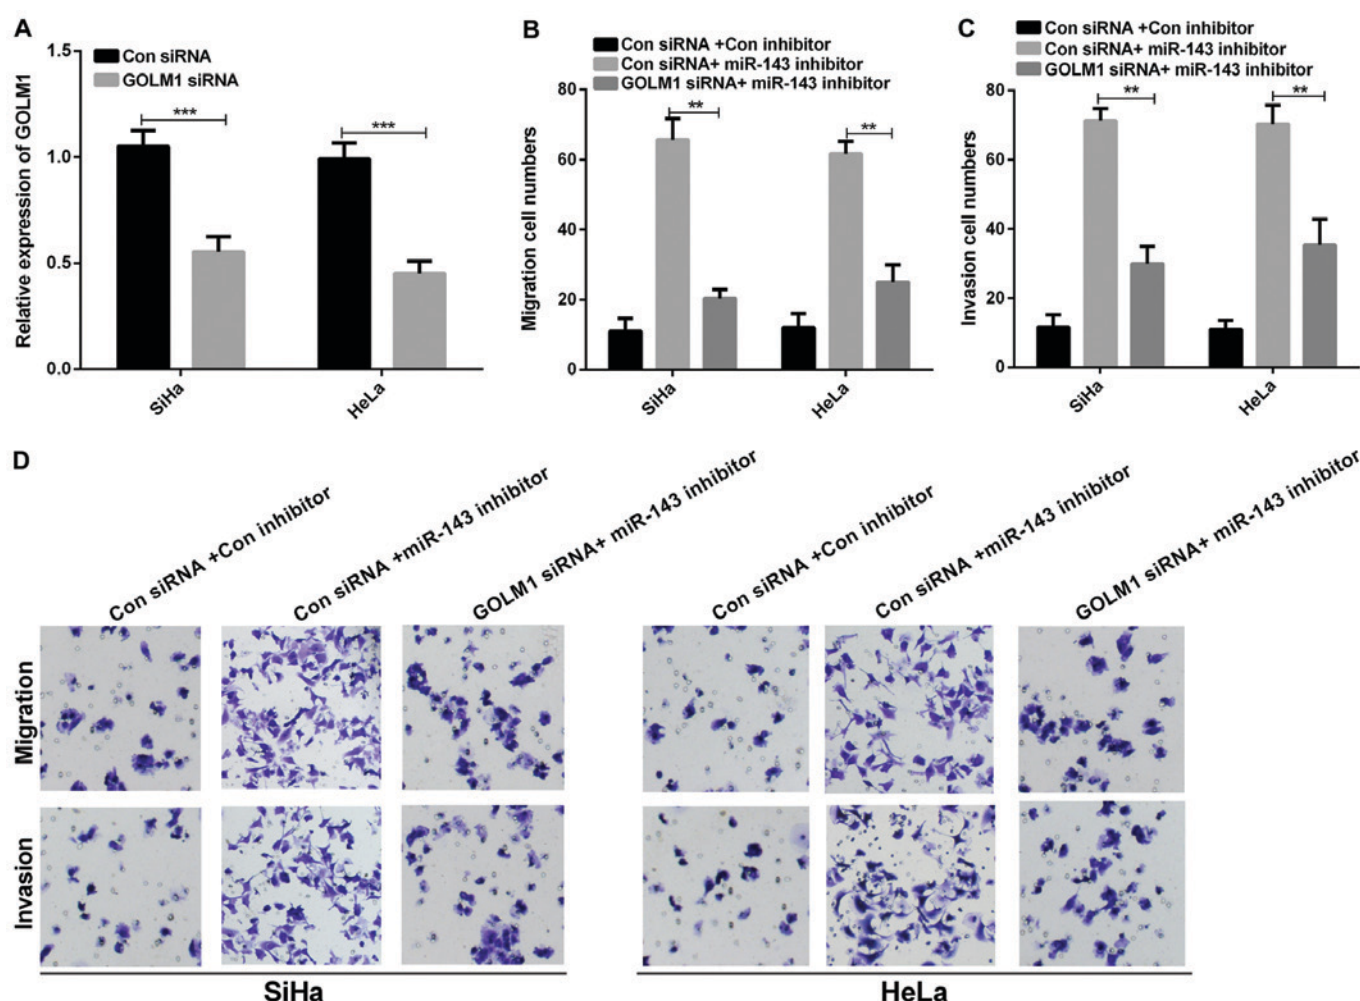 A
Con siRNA
GOLM1 siRNA
Relative expression of GOLM1
1.5
1.0
0.5
0.0
***
***
SiHa
HeLa
B
Con siRNA +Con inhibitor
Con siRNA+ miR-143 inhibitor
GOLM1 siRNA+ miR-143 inhibitor
Migration cell numbers
80
60
40
20
0
**
**
SiHa
HeLa
C
Con siRNA +Con inhibitor
Con siRNA+ miR-143 inhibitor
GOLM1 siRNA+ miR-143 inhibitor
Invasion cell numbers
80
60
40
20
0
**
**
SiHa
HeLa
D
Con siRNA +Con inhibitor
Con siRNA +miR-143 inhibitor
GOLM1 siRNA+ miR-143 inhibitor
Con siRNA +Con inhibitor
Con siRNA +miR-143 inhibitor
GOLM1 siRNA+ miR-143 inhibitor
Migration
Invasion
SiHa
HeLa